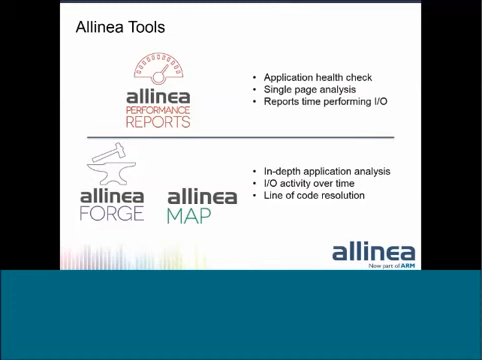 Allinea Tools
allinea
PERFORMANCE
REPORTS
• Application health check
• Single page analysis
• Reports time performing I/O
allinea
FORGE
allinea
MAP
• In-depth application analysis
• I/O activity over time
• Line of code resolution
allinea
Now part of ARM